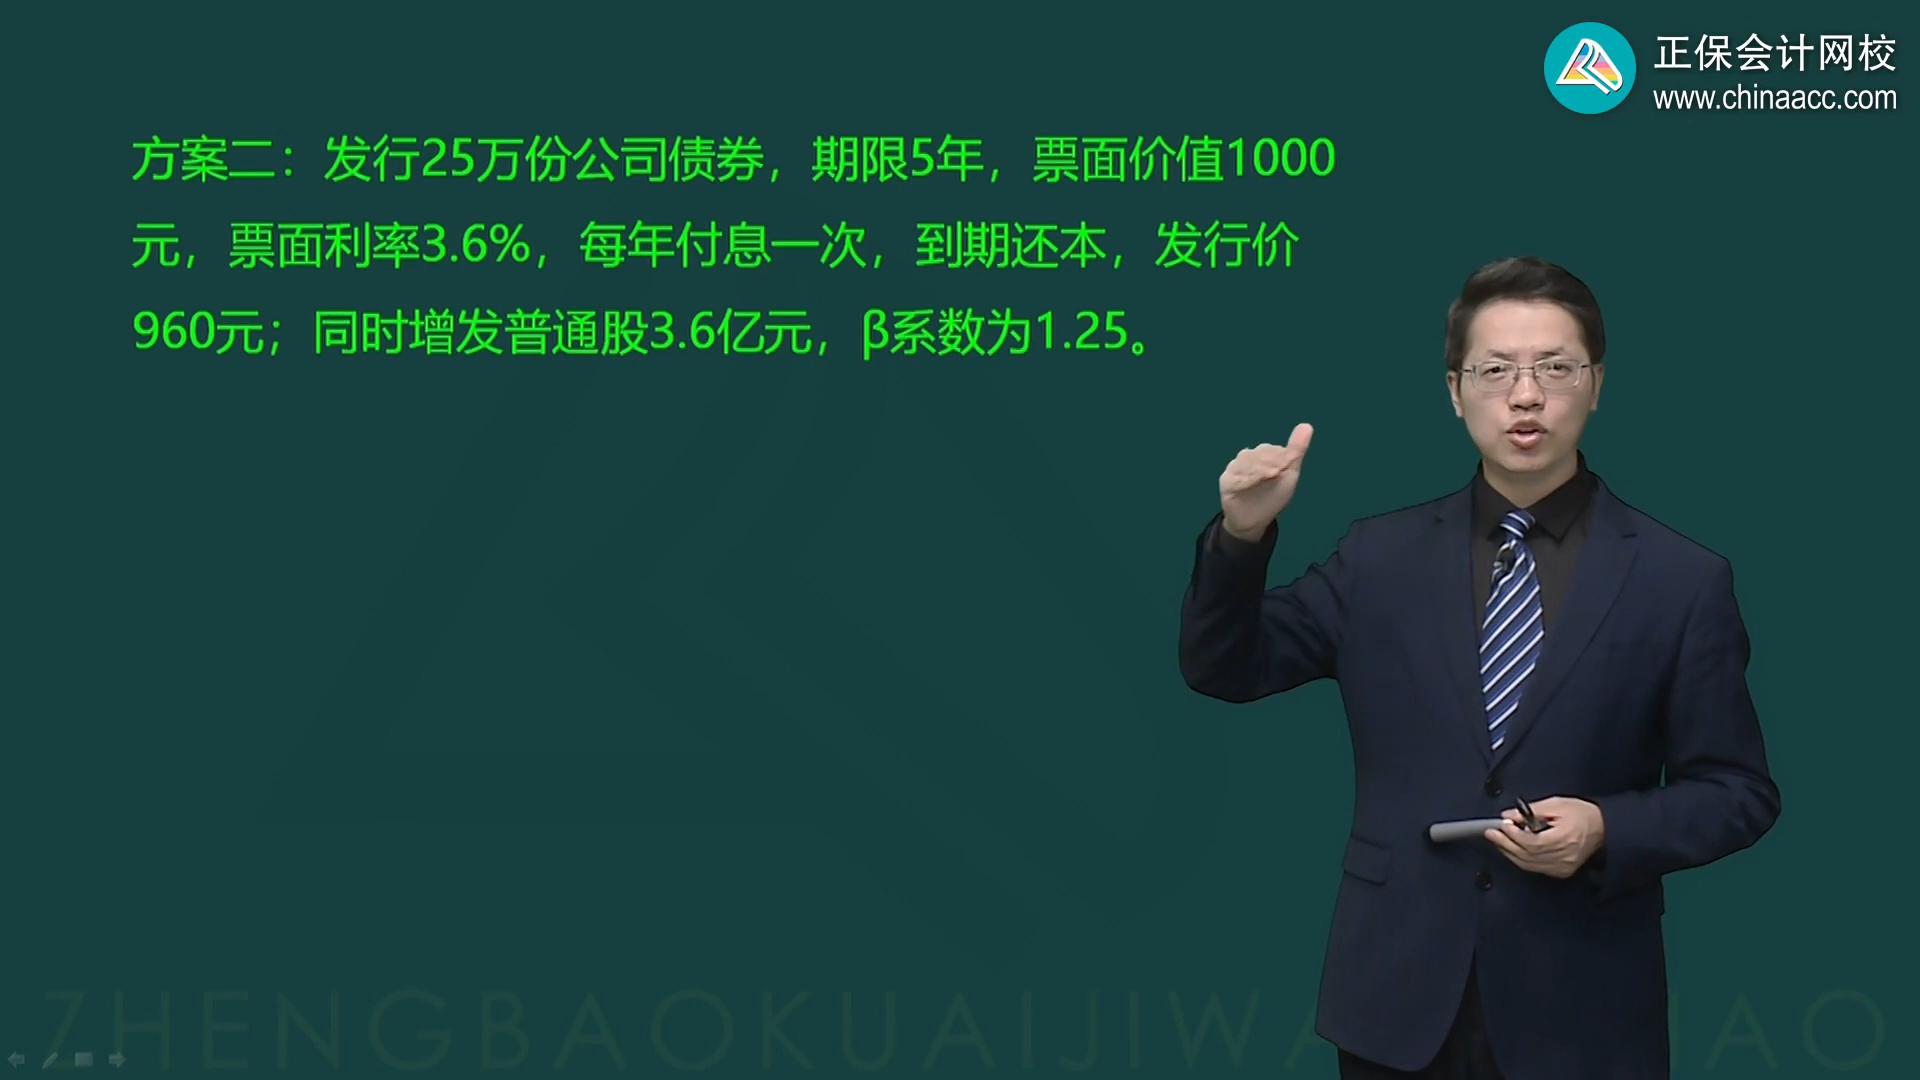 正保会计网校
www.chinaacc.com
方案二：发行25万份公司债券，期限5年，票面价值1000
元，票面利率3.6%，每年付息一次，到期还本，发行价
960元；同时增发普通股3.6亿元，β系数为1.25。
ZHENGBAOKUAIJIWA AO